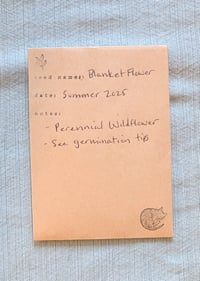 seed name: Blanket Flower
date: Summer 2025
notes:
- Perennial Wildflower
- See germination tip